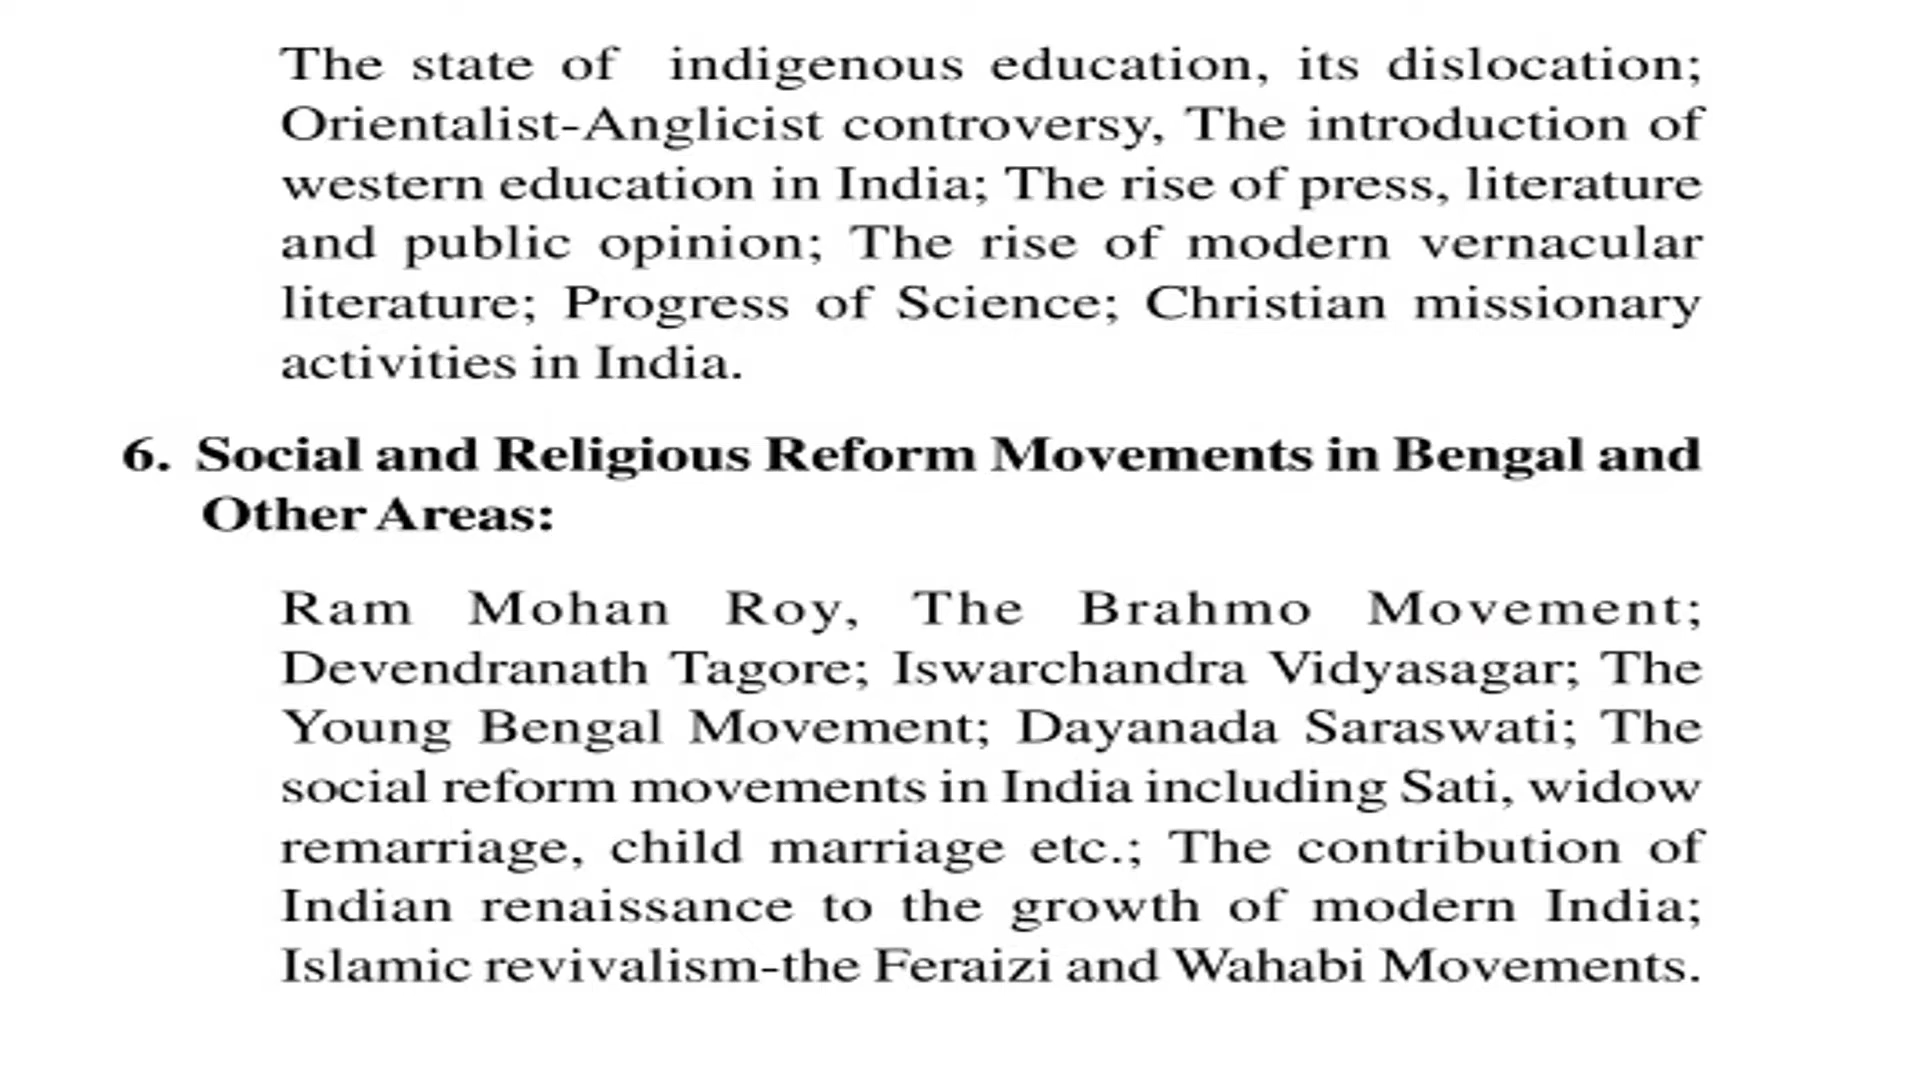 The state of indigenous education, its dislocation;
Orientalist-Anglicist controversy, The introduction of
western education in India; The rise of press, literature
and public opinion; The rise of modern vernacular
literature; Progress of Science; Christian missionary
activities in India.
6. Social and Religious Reform Movements in Bengal and
Other Areas:
Ram Mohan Roy, The Brahmo Movement;
Devendranath Tagore; Iswarchandra Vidyasagar; The
Young Bengal Movement; Dayanada Saraswati; The
social reform movements in India including Sati, widow
remarriage, child marriage etc.; The contribution of
Indian renaissance to the growth of modern India;
Islamic revivalism-the Feraizi and Wahabi Movements.